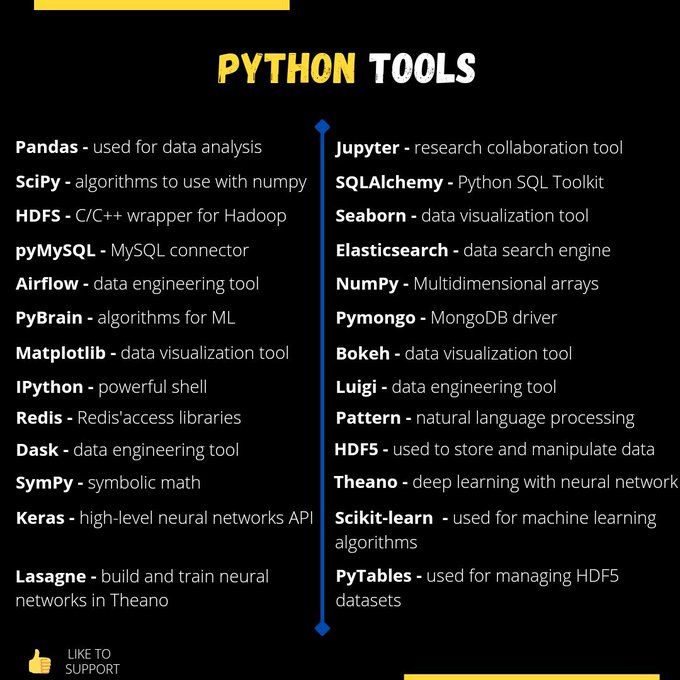 PYTHON TOOLS
Pandas - used for data analysis
SciPy - algorithms to use with numpy
HDFS - C/C++ wrapper for Hadoop
pyMySQL - MySQL connector
Airflow - data engineering tool
PyBrain - algorithms for ML
Matplotlib - data visualization tool
IPython - powerful shell
Redis - Redis'access libraries
Dask - data engineering tool
SymPy - symbolic math
Keras - high-level neural networks API
Lasagne - build and train neural
networks in Theano
Jupyter - research collaboration tool
SQLAlchemy - Python SQL Toolkit
Seaborn - data visualization tool
Elasticsearch - data search engine
NumPy - Multidimensional arrays
Pymongo - MongoDB driver
Bokeh - data visualization tool
Luigi - data engineering tool
Pattern - natural language processing
HDF5 - used to store and manipulate data
Theano - deep learning with neural network
Scikit-learn - used for machine learning
algorithms
PyTables - used for managing HDF5
datasets
LIKE TO
SUPPORT